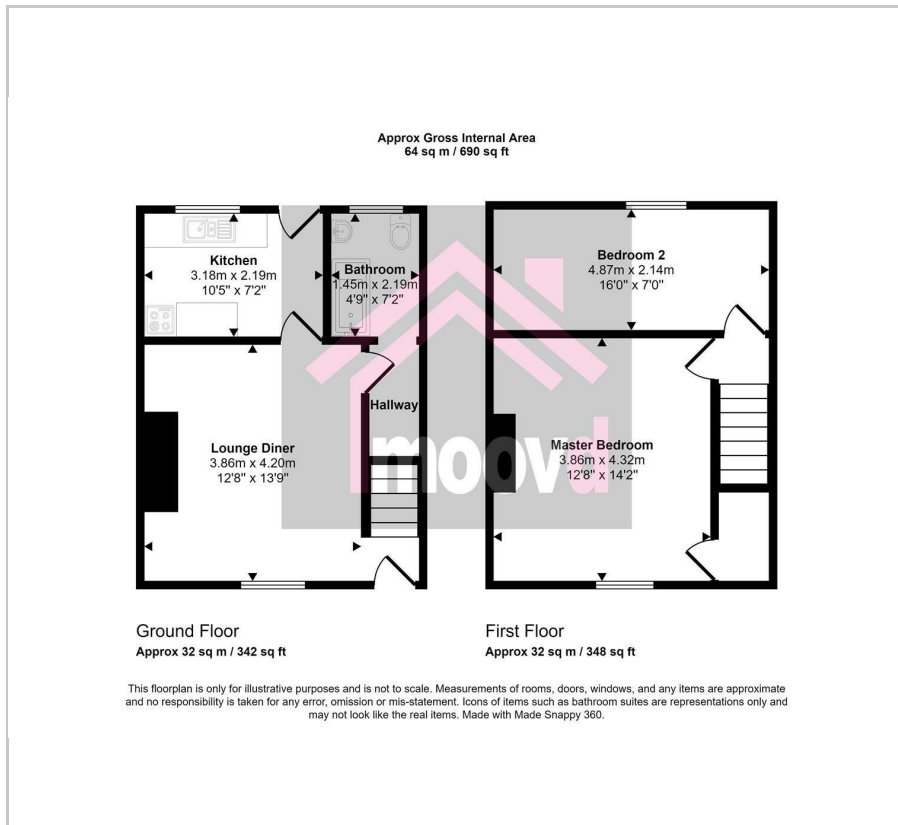 Approx Gross Internal Area
64 sq m / 690 sq ft
Kitchen
3.18m x 2.19m
10'5" x 7'2"
Bathroom
1.45m x 2.19m
4'9" x 7'2"
Bedroom 2
4.87m x 2.14m
16'0" x 7'0"
Hallway
Lounge Diner
3.86m x 4.20m
12'8" x 13'9"
Master Bedroom
3.86m x 4.32m
12'8" x 14'2"
moovd
Ground Floor
Approx 32 sq m / 342 sq ft
First Floor
Approx 32 sq m / 348 sq ft
This floorplan is only for illustrative purposes and is not to scale. Measurements of rooms, doors, windows, and any items are approximate
and no responsibility is taken for any error, omission or mis-statement. Icons of items such as bathroom suites are representations only and
may not look like the real items. Made with Made Snappy 360.